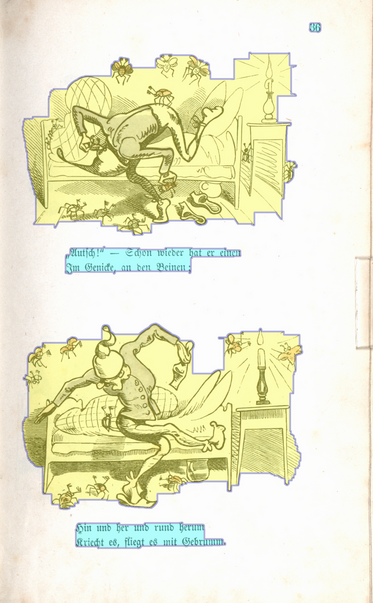 „Autsch!" — Schon wieder hat er einen
Im Genicke, an den Beinen;
Hin und her und rund herum
Kriecht es, fliegt es mit Gebrumm.